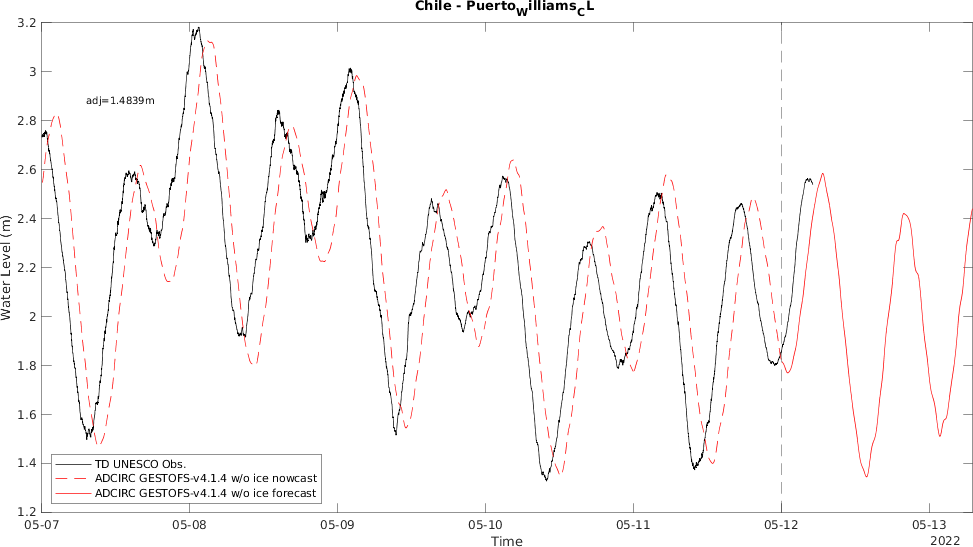 Chile - PuertoWilliamsCL
3.2
3
2.8
2.6
2.4
2.2
2
1.8
1.6
1.4
1.2
Water Level (m)
adj=1.4839m
TD UNESCO Obs.
ADCIRC GESTOFS-v4.1.4 w/o ice nowcast
ADCIRC GESTOFS-v4.1.4 w/o ice forecast
05-07 05-08 05-09 05-10 05-11 05-12 05-13
Time
2022